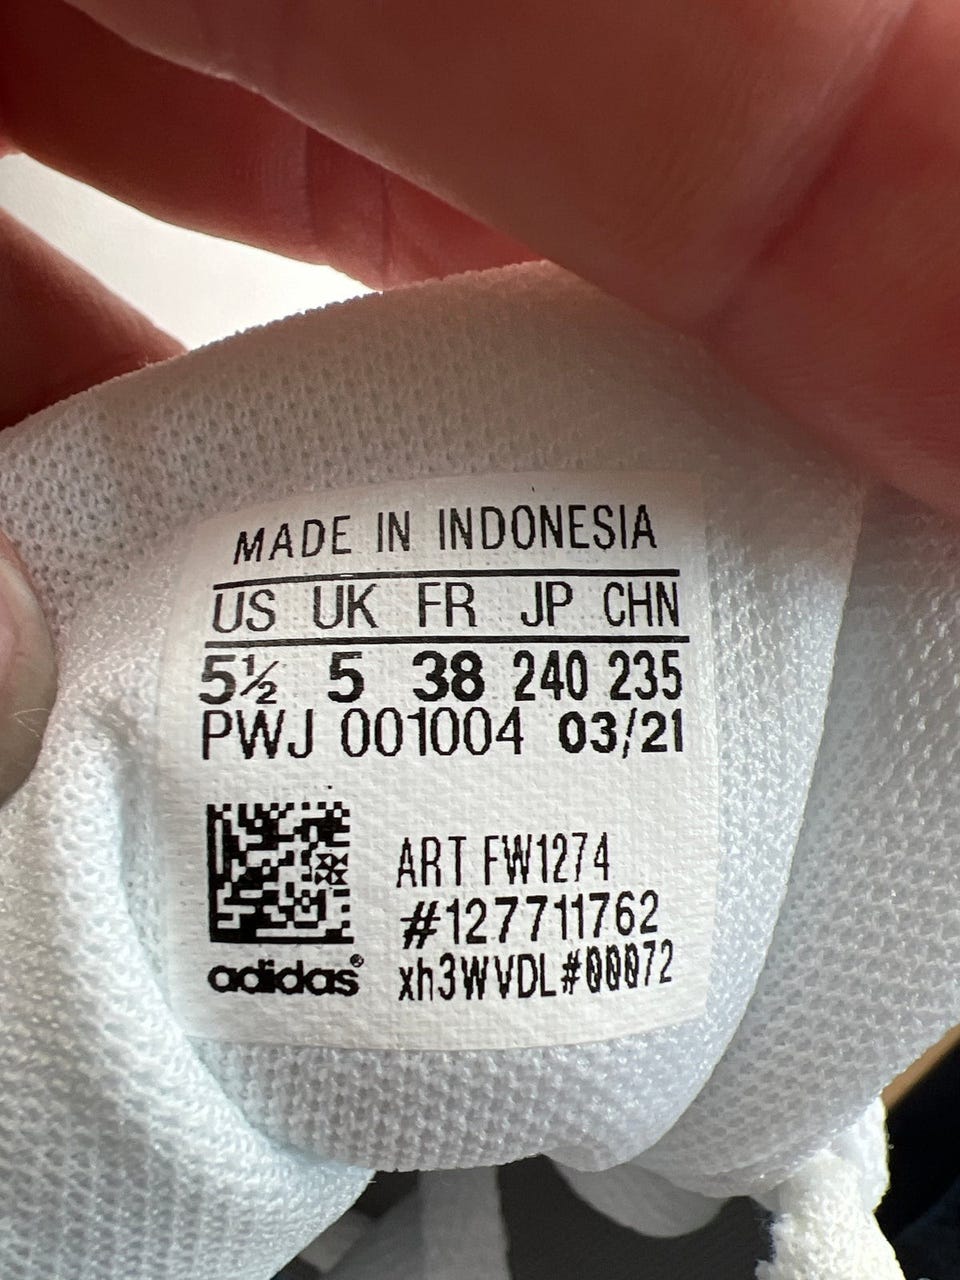 MADE IN INDONESIA
US UK FR JP CHN
5½ 5 38 240 235
PWJ 001004 03/21
ART FW1274
#127711762
adidas® xh3WVDL#00072